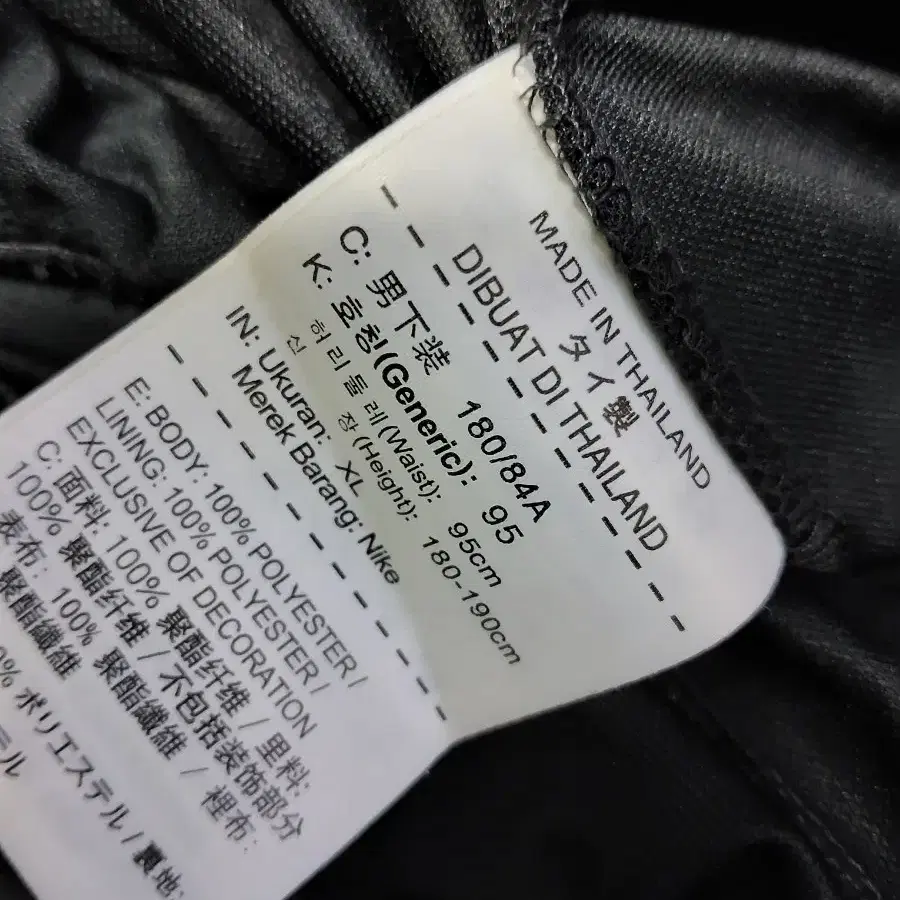 MADE IN THAILAND
タイ製
DIBUAT DI THAILAND
C: 男下装 180/84A
K: 호칭(Generic): 95
허리둘레(Waist): 95cm
신 장(Height): 180-190cm
IN: Ukuran: XL
Merek Barang: Nike
E: BODY: 100% POLYESTER /
LINING: 100% POLYESTER /
EXCLUSIVE OF DECORATION
C: 面料: 100% 聚酯纤维 / 里料:
100% 聚酯纤维 / 不包括装饰部分
表布: 100% 聚酯纖維 / 裡布:
聚酯纖維
% ポリエステル / 裏地: